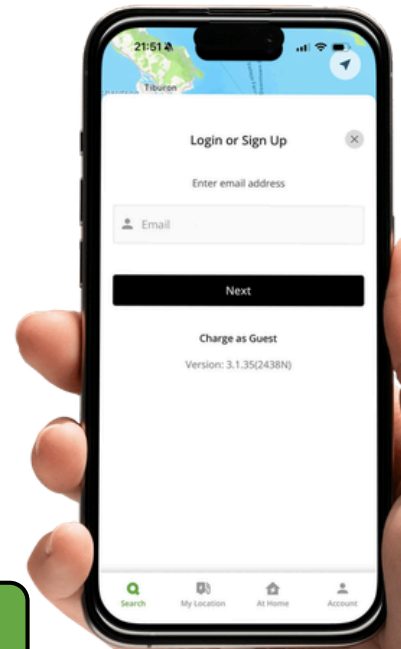 21:51
Tiburon
Login or Sign Up
Enter email address
Email
Next
Charge as Guest
Version: 3.1.35(2438N)
Search
My Location
At Home
Account